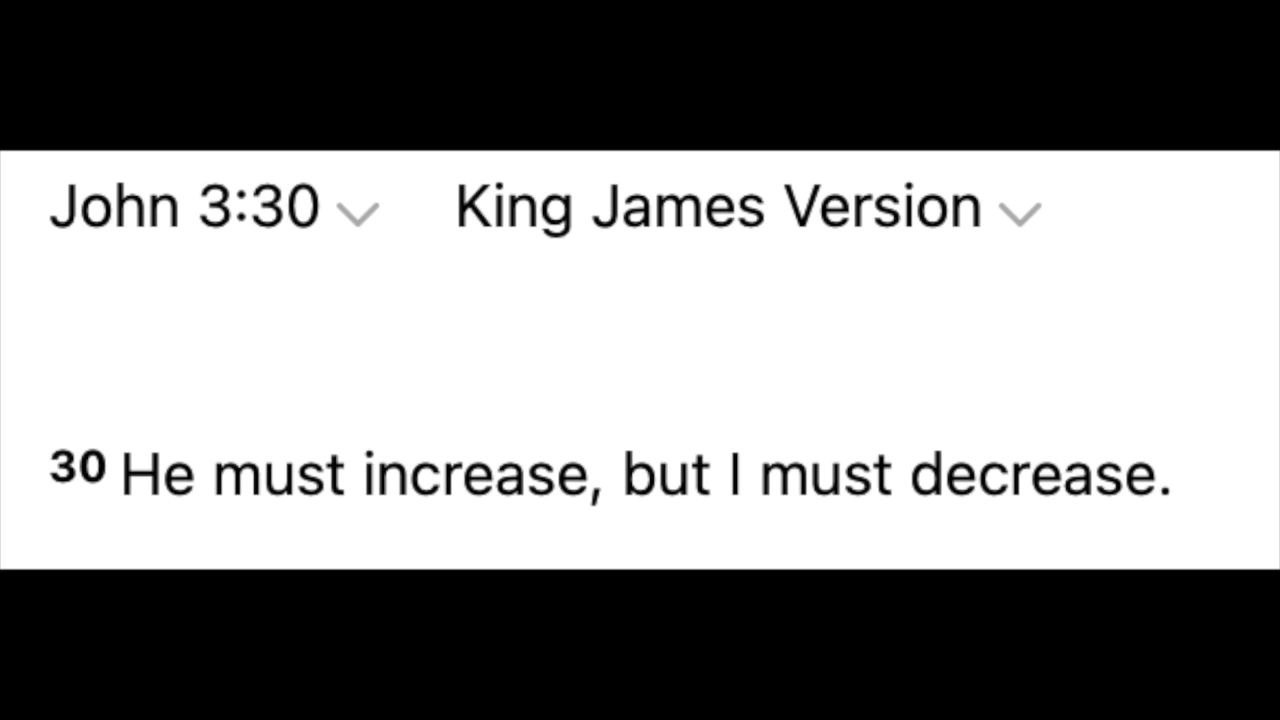 John 3:30 King James Version
30 He must increase, but I must decrease.